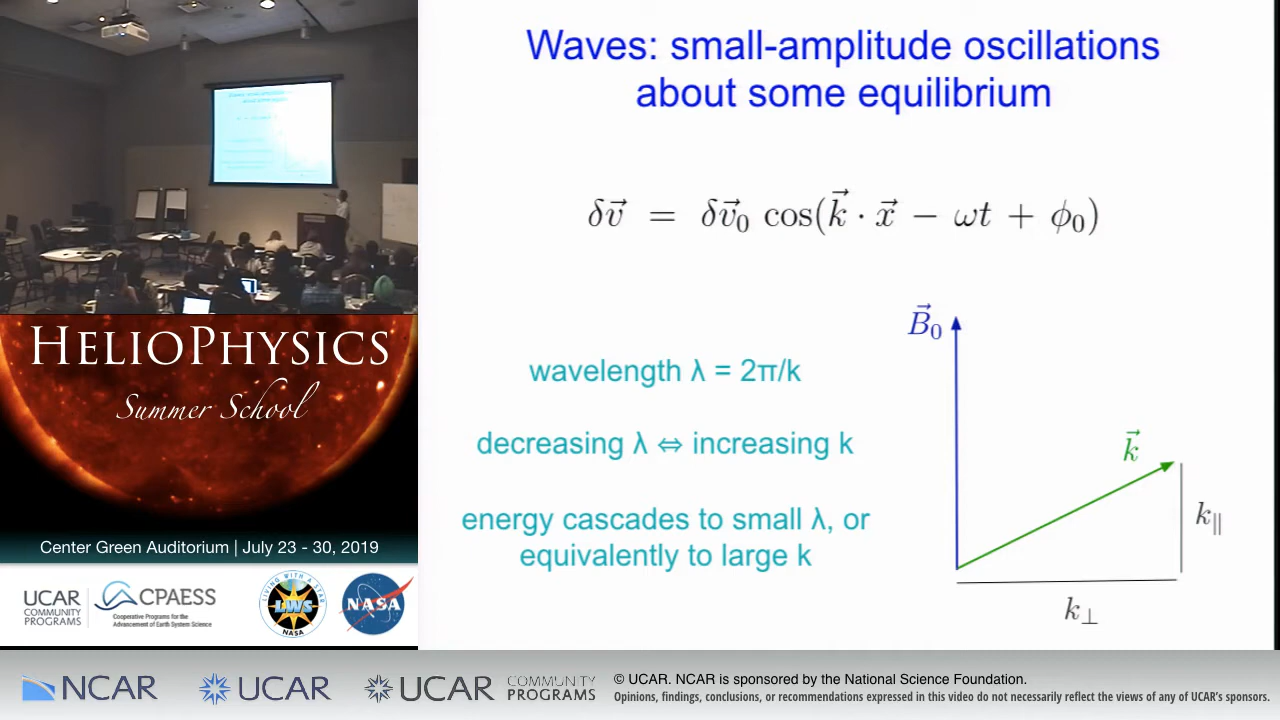 Waves: small-amplitude oscillations
about some equilibrium
δv⃗ = δv⃗₀ cos(k⃗ · x⃗ − ωt + ϕ₀)
wavelength λ = 2π/k
decreasing λ ⇔ increasing k
energy cascades to small λ, or
equivalently to large k
B⃗₀
k⃗
k∥
k⊥
HELIOPHYSICS
Summer School
Center Green Auditorium | July 23 - 30, 2019
UCAR
COMMUNITY
PROGRAMS
CPAESS
Cooperative Programs for the
Advancement of Earth System Science
LIVING WITH A STAR
LWS
NASA
NASA
NCAR
UCAR
UCAR
COMMUNITY
PROGRAMS
© UCAR. NCAR is sponsored by the National Science Foundation.
Opinions, findings, conclusions, or recommendations expressed in this video do not necessarily reflect the views of any of UCAR's sponsors.